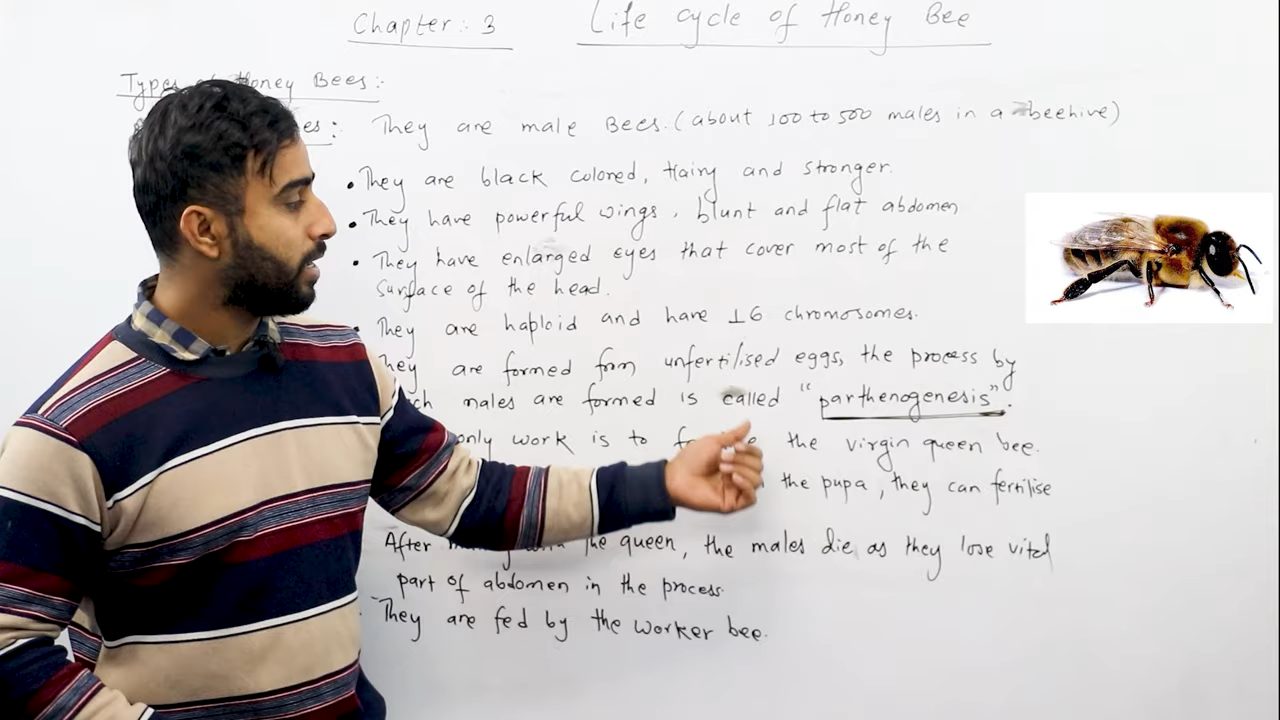 Chapter:- 3 Life Cycle of Honey Bee
Types of Honey Bees:-
They are male Bees. (about 100 to 500 males in a beehive)
• They are black colored, Hairy and stronger.
• They have powerful wings, blunt and flat abdomen
• They have enlarged eyes that cover most of the
surface of the head.
• They are haploid and have 16 chromosomes.
They are formed from unfertilised eggs, the process by
males are formed is called "parthenogenesis".
only work is to the virgin queen bee.
the pupa, they can fertilise
After the queen, the males die as they lose vital
part of abdomen in the process.
They are fed by the worker bee.